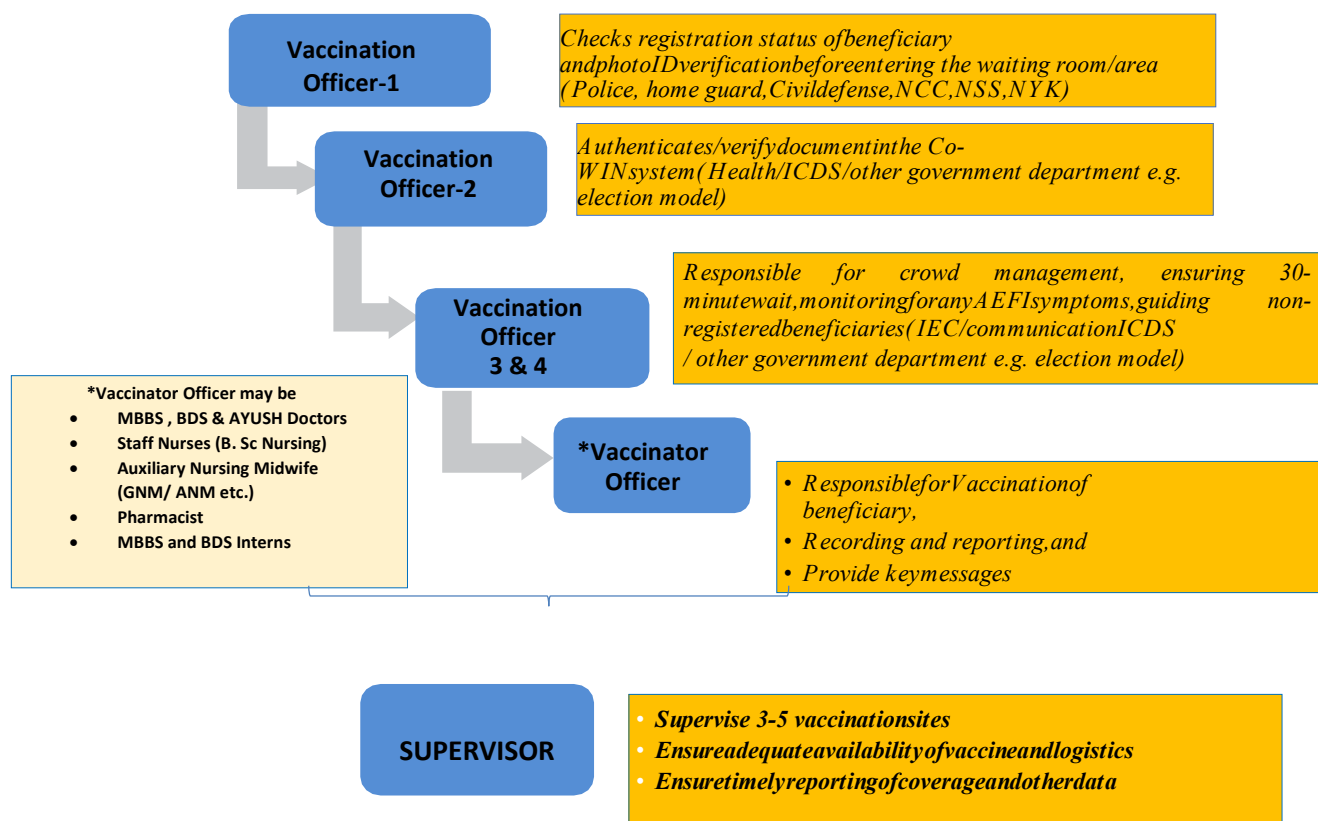 Vaccination
Officer-1
Checks registration status ofbeneficiary
andphotoIDverificationbeforeentering the waiting room/area
(Police, home guard,Civildefense,NCC,NSS,NYK)
Vaccination
Officer-2
Authenticates/verifydocumentinthe Co-
WINsystem(Health/ICDS/other government department e.g.
election model)
Vaccination
Officer
3 & 4
Responsible for crowd management, ensuring 30-
minutewait,monitoringforanyAEFIsymptoms,guiding non-
registeredbeneficiaries(IEC/communicationICDS
/ other government department e.g. election model)
*Vaccinator Officer may be
• MBBS , BDS & AYUSH Doctors
• Staff Nurses (B. Sc Nursing)
• Auxiliary Nursing Midwife
(GNM/ ANM etc.)
• Pharmacist
• MBBS and BDS Interns
*Vaccinator
Officer
• ResponsibleforVaccinationof
beneficiary,
• Recording and reporting,and
• Provide keymessages
SUPERVISOR
• Supervise 3-5 vaccinationsites
• Ensureadequateavailabilityofvaccineandlogistics
• Ensuretimelyreportingofcoverageandotherdata